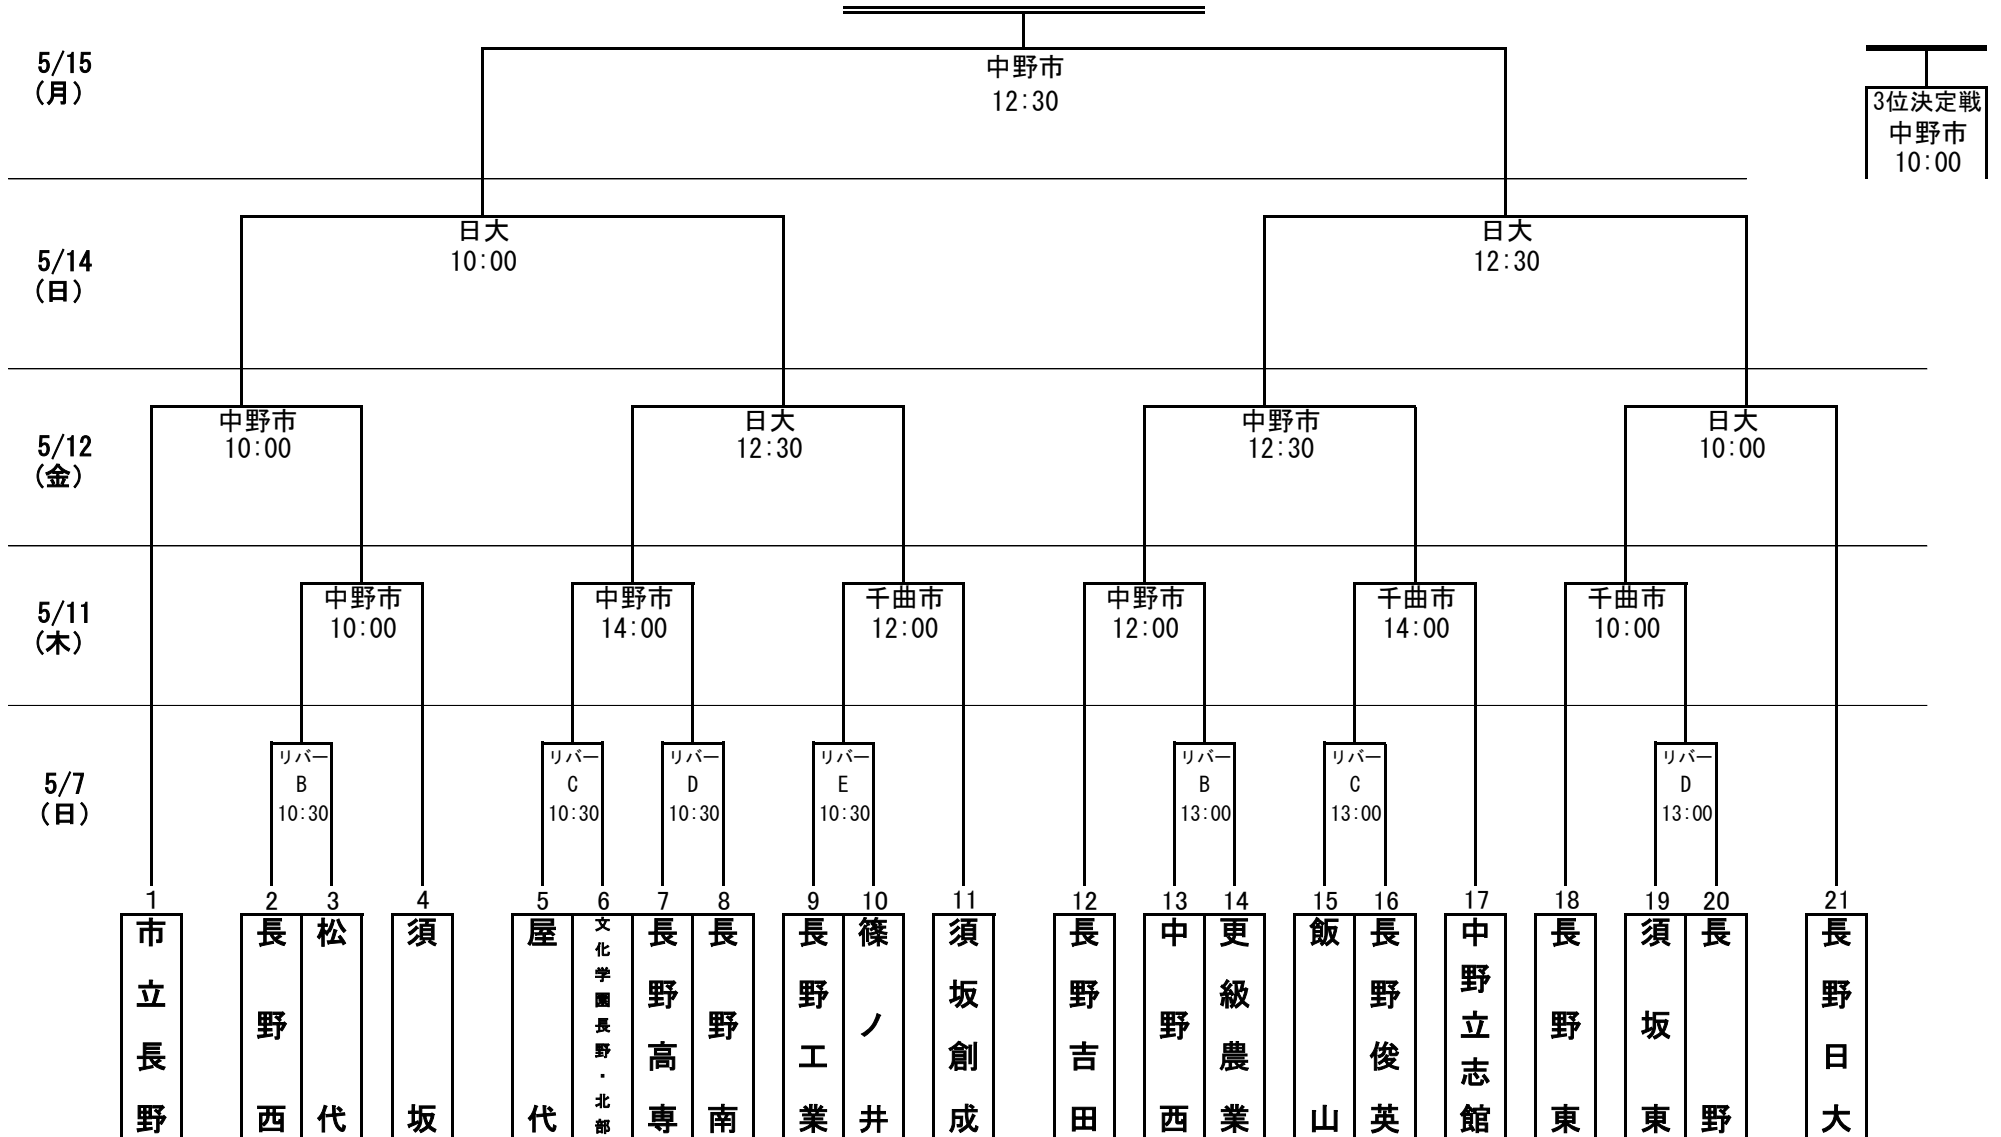 5/15
(月)
中野市
12:30
3位決定戦
中野市
10:00
5/14
(日)
日大
10:00
日大
12:30
5/12
(金)
中野市
10:00
日大
12:30
中野市
12:30
日大
10:00
5/11
(木)
中野市
10:00
中野市
14:00
千曲市
12:00
中野市
12:00
千曲市
14:00
千曲市
10:00
5/7
(日)
リバー
B
10:30
リバー
C
10:30
リバー
D
10:30
リバー
E
10:30
リバー
B
13:00
リバー
C
13:00
リバー
D
13:00
1
市立長野
2
長野西
3
松代
4
須坂
5
屋代
6
文化学園長野・北部
7
長野高専
8
長野南
9
長野工業
10
篠ノ井
11
須坂創成
12
長野吉田
13
中野西
14
更級農業
15
飯山
16
長野俊英
17
中野立志館
18
長野東
19
須坂東
20
長野
21
長野日大